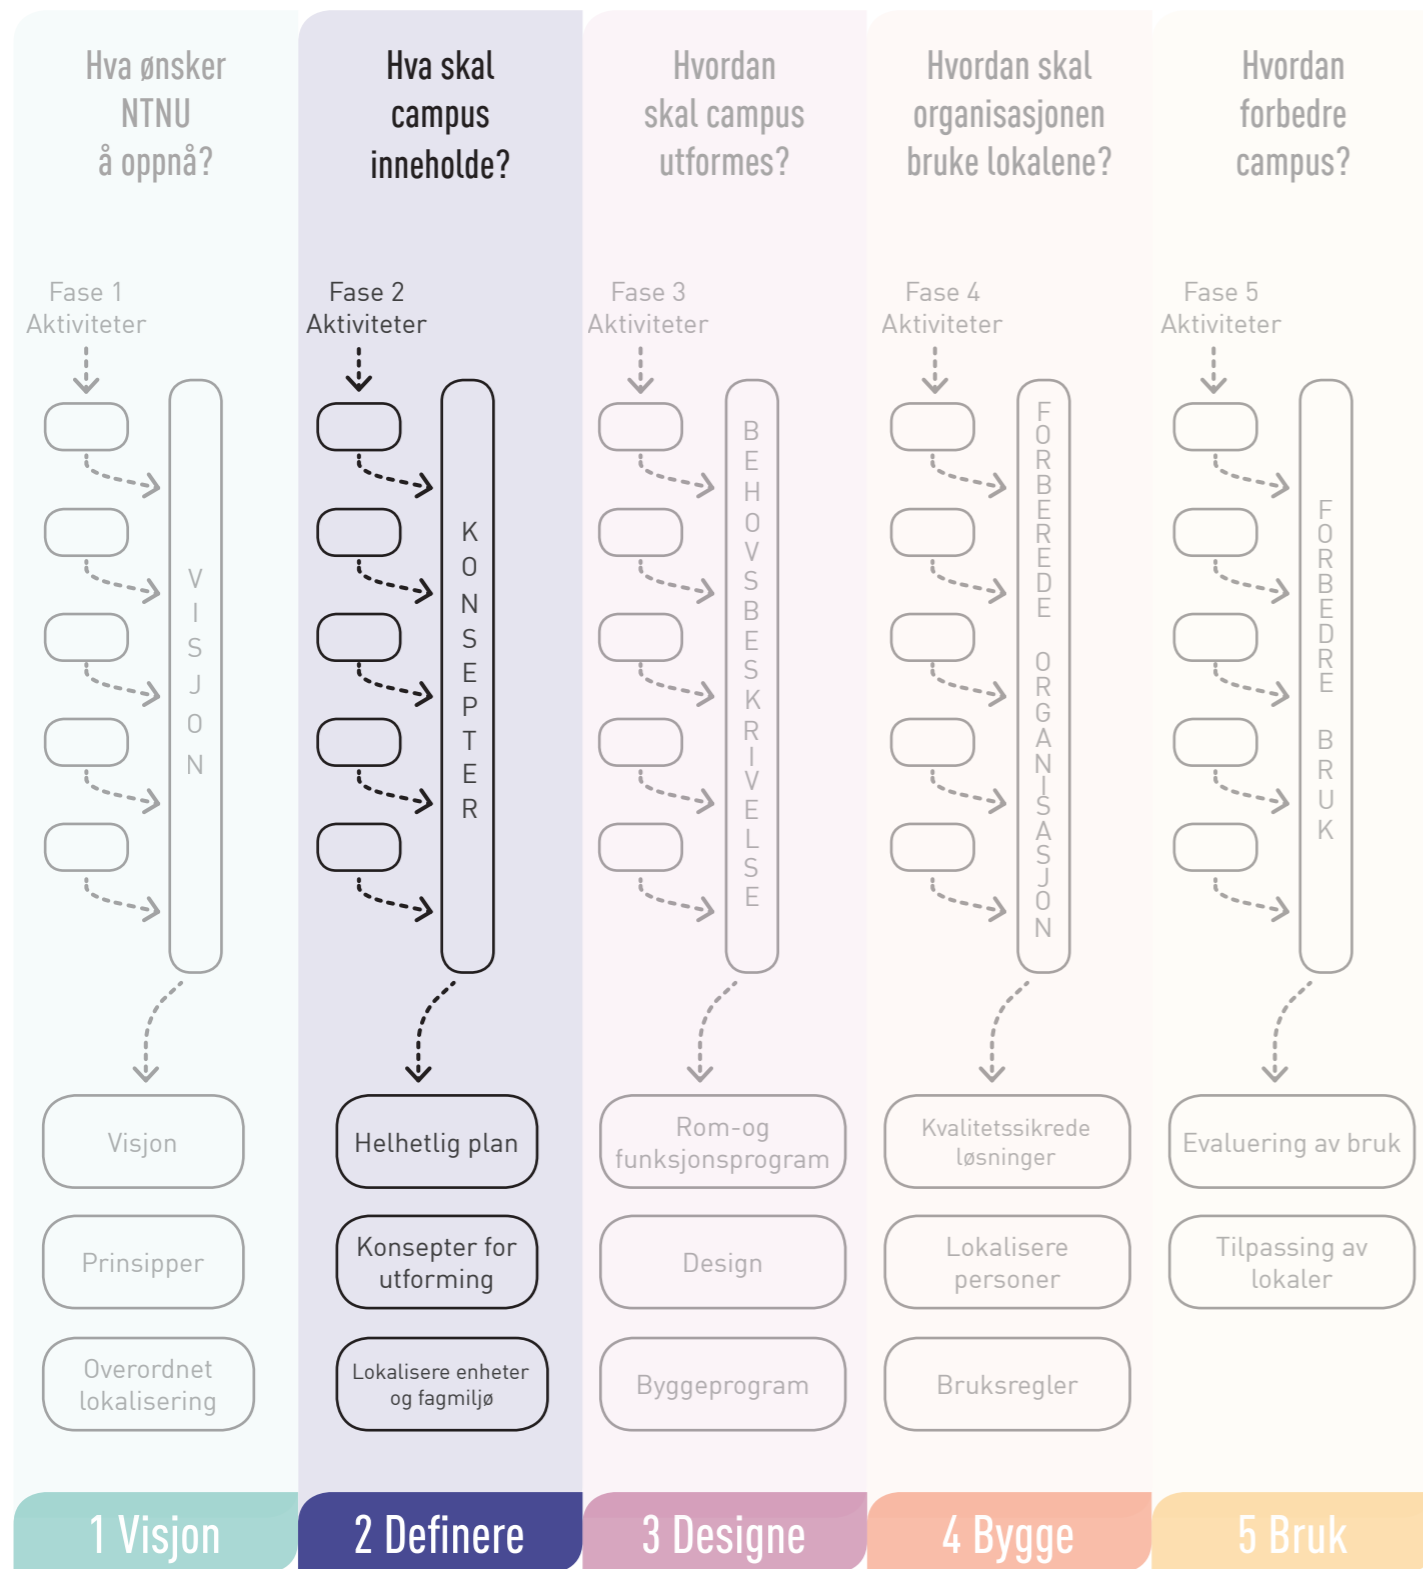 Hva ønsker
NTNU
å oppnå?
Fase 1
Aktiviteter
VISJON
Visjon
Prinsipper
Overordnet
lokalisering
1 Visjon
Hva skal
campus
inneholde?
Fase 2
Aktiviteter
KONSEPTER
Helhetlig plan
Konsepter for
utforming
Lokalisere enheter
og fagmiljø
2 Definere
Hvordan
skal campus
utformes?
Fase 3
Aktiviteter
BEHOVSBESKRIVELSE
Rom-og
funksjonsprogram
Design
Byggeprogram
3 Designe
Hvordan skal
organisasjonen
bruke lokalene?
Fase 4
Aktiviteter
FORBEREDE ORGANISASJON
Kvalitetssikrede
løsninger
Lokalisere
personer
Bruksregler
4 Bygge
Hvordan
forbedre
campus?
Fase 5
Aktiviteter
FORBEDRE BRUK
Evaluering av bruk
Tilpassing av
lokaler
5 Bruk